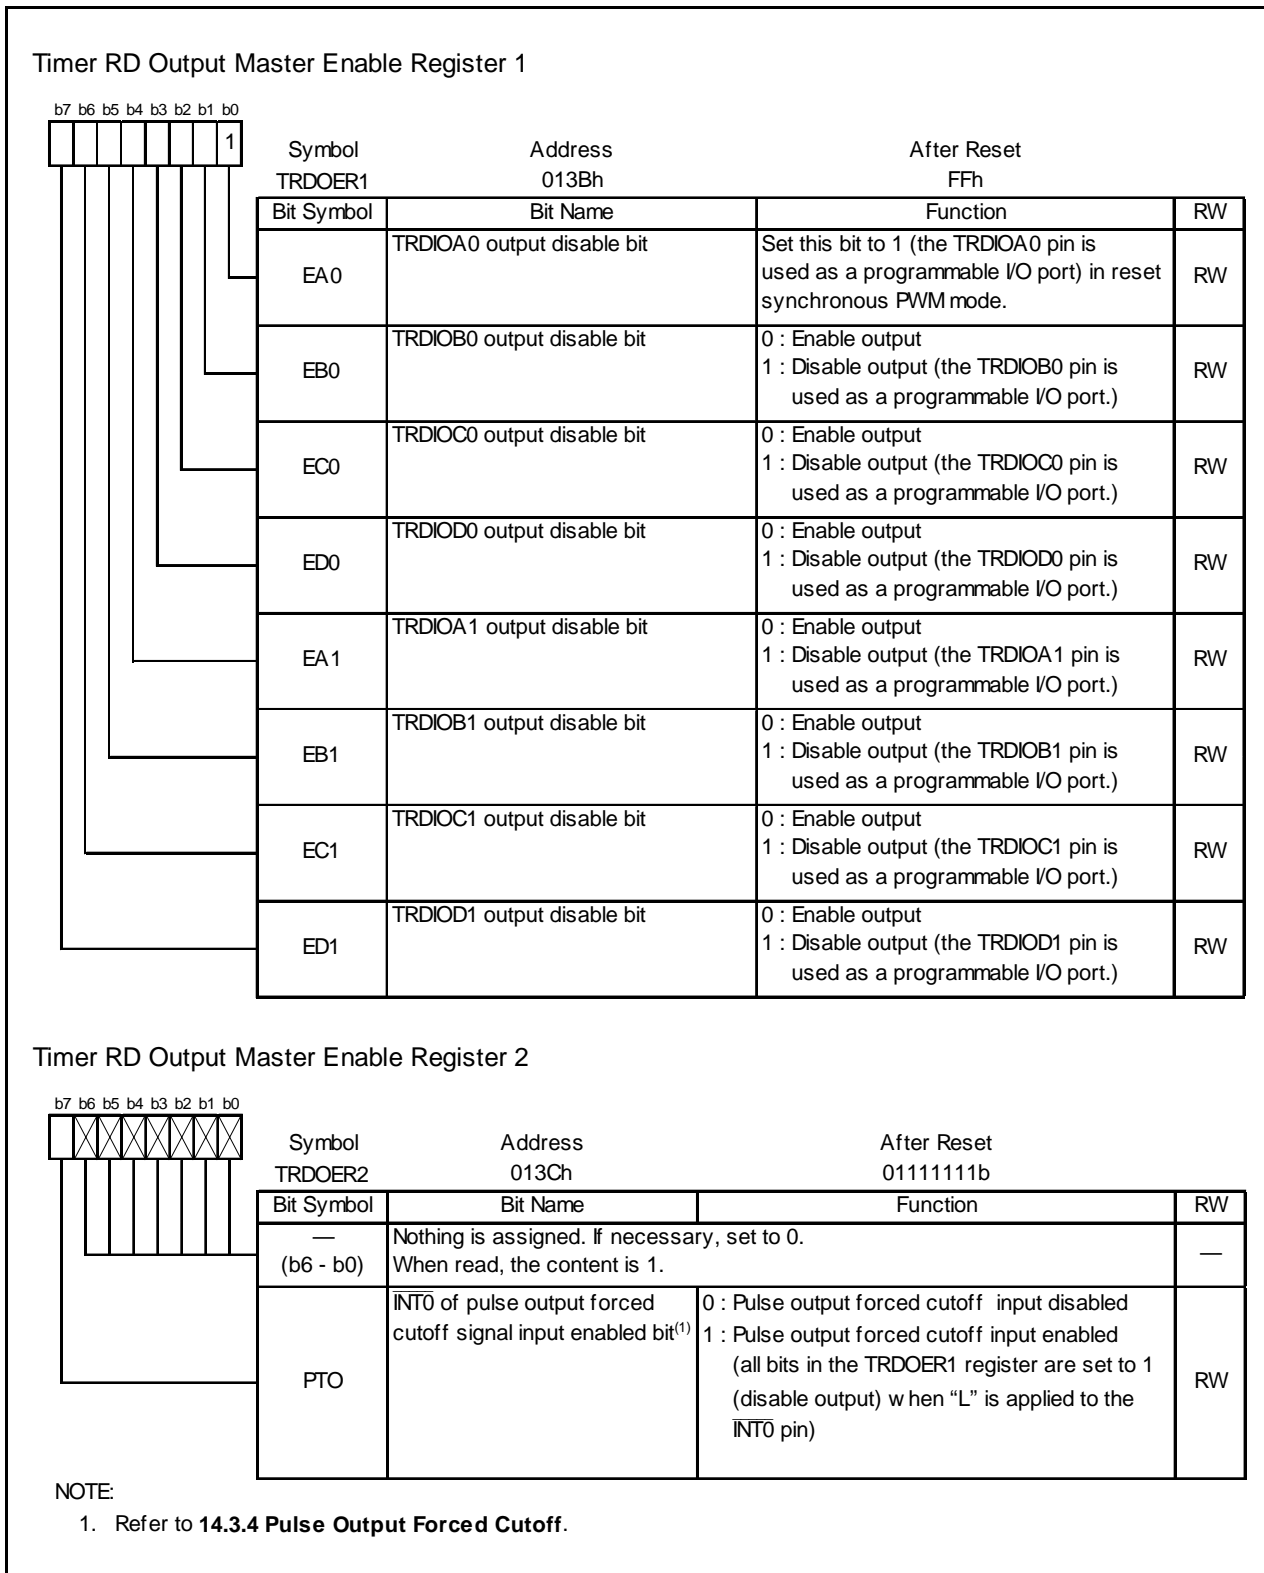 Timer RD Output Master Enable Register 1
b7 b6 b5 b4 b3 b2 b1 b0
1
Symbol Address After Reset
TRDOER1 013Bh FFh
Bit Symbol Bit Name Function RW
EA0 TRDIOA0 output disable bit Set this bit to 1 (the TRDIOA0 pin is
used as a programmable I/O port) in reset
synchronous PWM mode. RW
EB0 TRDIOB0 output disable bit 0 : Enable output
1 : Disable output (the TRDIOB0 pin is
used as a programmable I/O port.) RW
EC0 TRDIOC0 output disable bit 0 : Enable output
1 : Disable output (the TRDIOC0 pin is
used as a programmable I/O port.) RW
ED0 TRDIOD0 output disable bit 0 : Enable output
1 : Disable output (the TRDIOD0 pin is
used as a programmable I/O port.) RW
EA1 TRDIOA1 output disable bit 0 : Enable output
1 : Disable output (the TRDIOA1 pin is
used as a programmable I/O port.) RW
EB1 TRDIOB1 output disable bit 0 : Enable output
1 : Disable output (the TRDIOB1 pin is
used as a programmable I/O port.) RW
EC1 TRDIOC1 output disable bit 0 : Enable output
1 : Disable output (the TRDIOC1 pin is
used as a programmable I/O port.) RW
ED1 TRDIOD1 output disable bit 0 : Enable output
1 : Disable output (the TRDIOD1 pin is
used as a programmable I/O port.) RW
Timer RD Output Master Enable Register 2
b7 b6 b5 b4 b3 b2 b1 b0
Symbol Address After Reset
TRDOER2 013Ch 01111111b
Bit Symbol Bit Name Function RW
— Nothing is assigned. If necessary, set to 0. —
(b6 - b0) When read, the content is 1.
PTO INT0 of pulse output forced
cutoff signal input enabled bit(1) 0 : Pulse output forced cutoff input disabled
1 : Pulse output forced cutoff input enabled
(all bits in the TRDOER1 register are set to 1
(disable output) when “L” is applied to the
INT0 pin) RW
NOTE:
1. Refer to 14.3.4 Pulse Output Forced Cutoff.